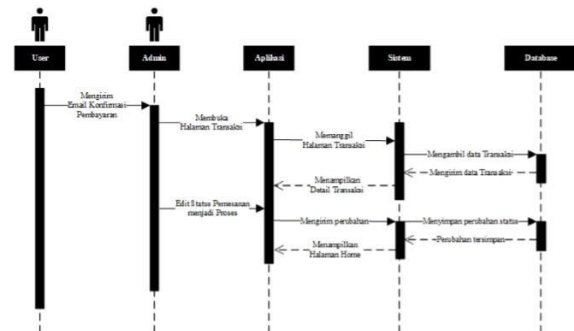 User
Admin
Aplikasi
Sistem
Database
Mengirim
Email Konfirmasi
Pembayaran
Membuka
Halaman Transaksi
Memanggil
Halaman Transaksi
Mengambil data Transaksi
Mengirim data Transaksi
Menampilkan
Detail Transaksi
Edit Status Pemesanan
menjadi Proses
Mengirim perubahan
Menyimpan perubahan status
Perubahan tersimpan
Menampilkan
Halaman Home